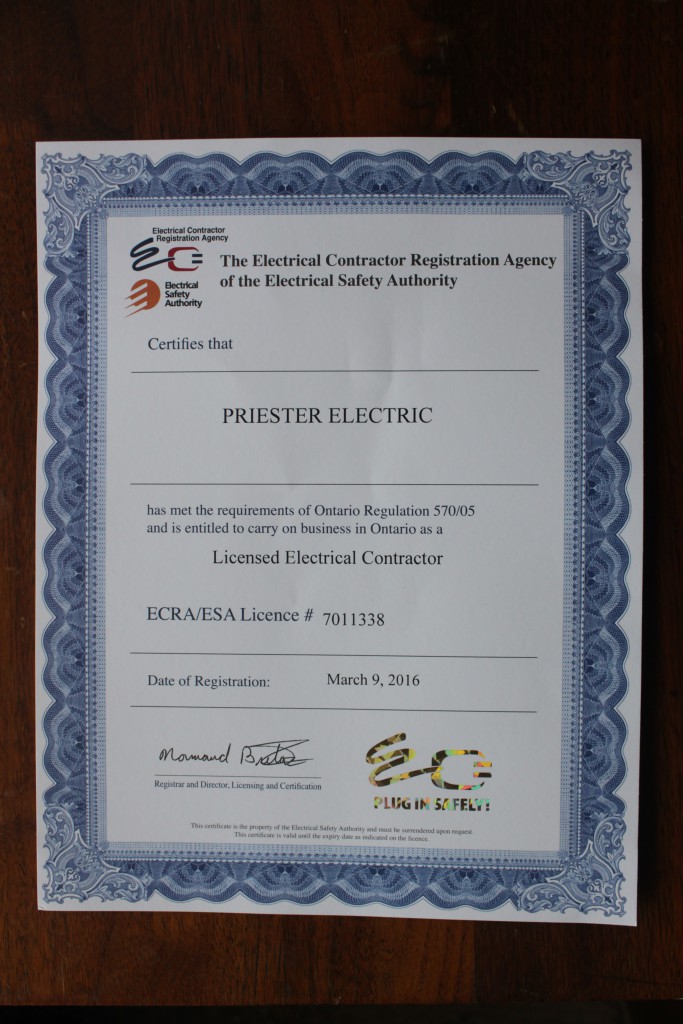 Electrical Contractor
Registration Agency
Electrical
Safety
Authority
The Electrical Contractor Registration Agency
of the Electrical Safety Authority
Certifies that
PRIESTER ELECTRIC
has met the requirements of Ontario Regulation 570/05
and is entitled to carry on business in Ontario as a
Licensed Electrical Contractor
ECRA/ESA Licence # 7011338
Date of Registration: March 9, 2016
Normand
Registrar and Director, Licensing and Certification
PLUG IN SAFELY!
This certificate is the property of the Electrical Safety Authority and must be surrendered upon request.
This certificate is valid until the expiry date as indicated on the licence.